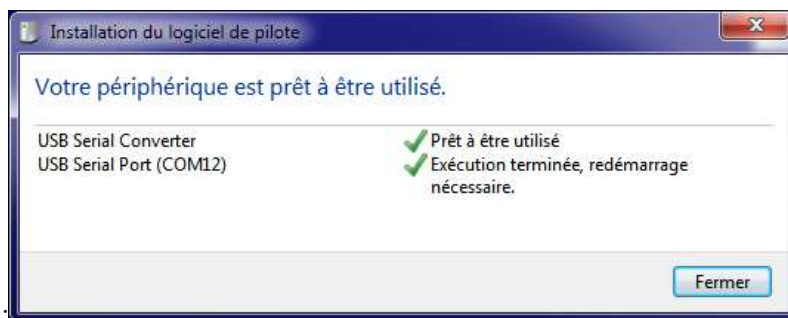 Installation du logiciel de pilote
Votre périphérique est prêt à être utilisé.
USB Serial Converter
Prêt à être utilisé
USB Serial Port (COM12)
Exécution terminée, redémarrage
nécessaire.
Fermer
.